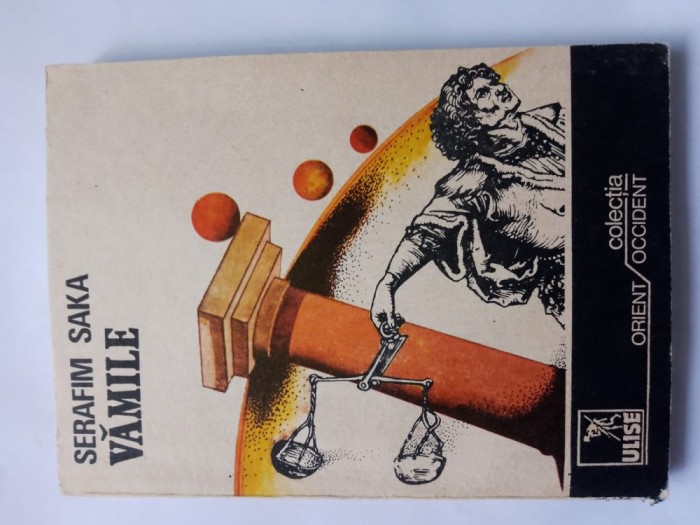 SERAFIM SAKA
VĂMILE
ULISE
colecția
ORIENT/OCCIDENT